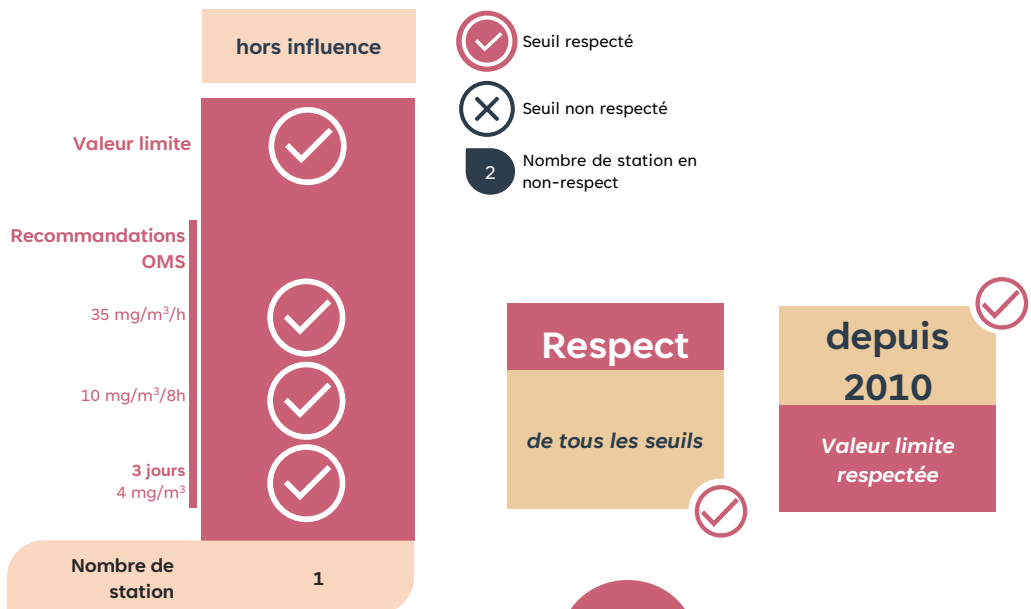 hors influence
Seuil respecté
Seuil non respecté
2
Nombre de station en
non-respect
Valeur limite
Recommandations
OMS
35 mg/m³/h
10 mg/m³/8h
3 jours
4 mg/m³
Nombre de
station
1
Respect
de tous les seuils
depuis
2010
Valeur limite
respectée